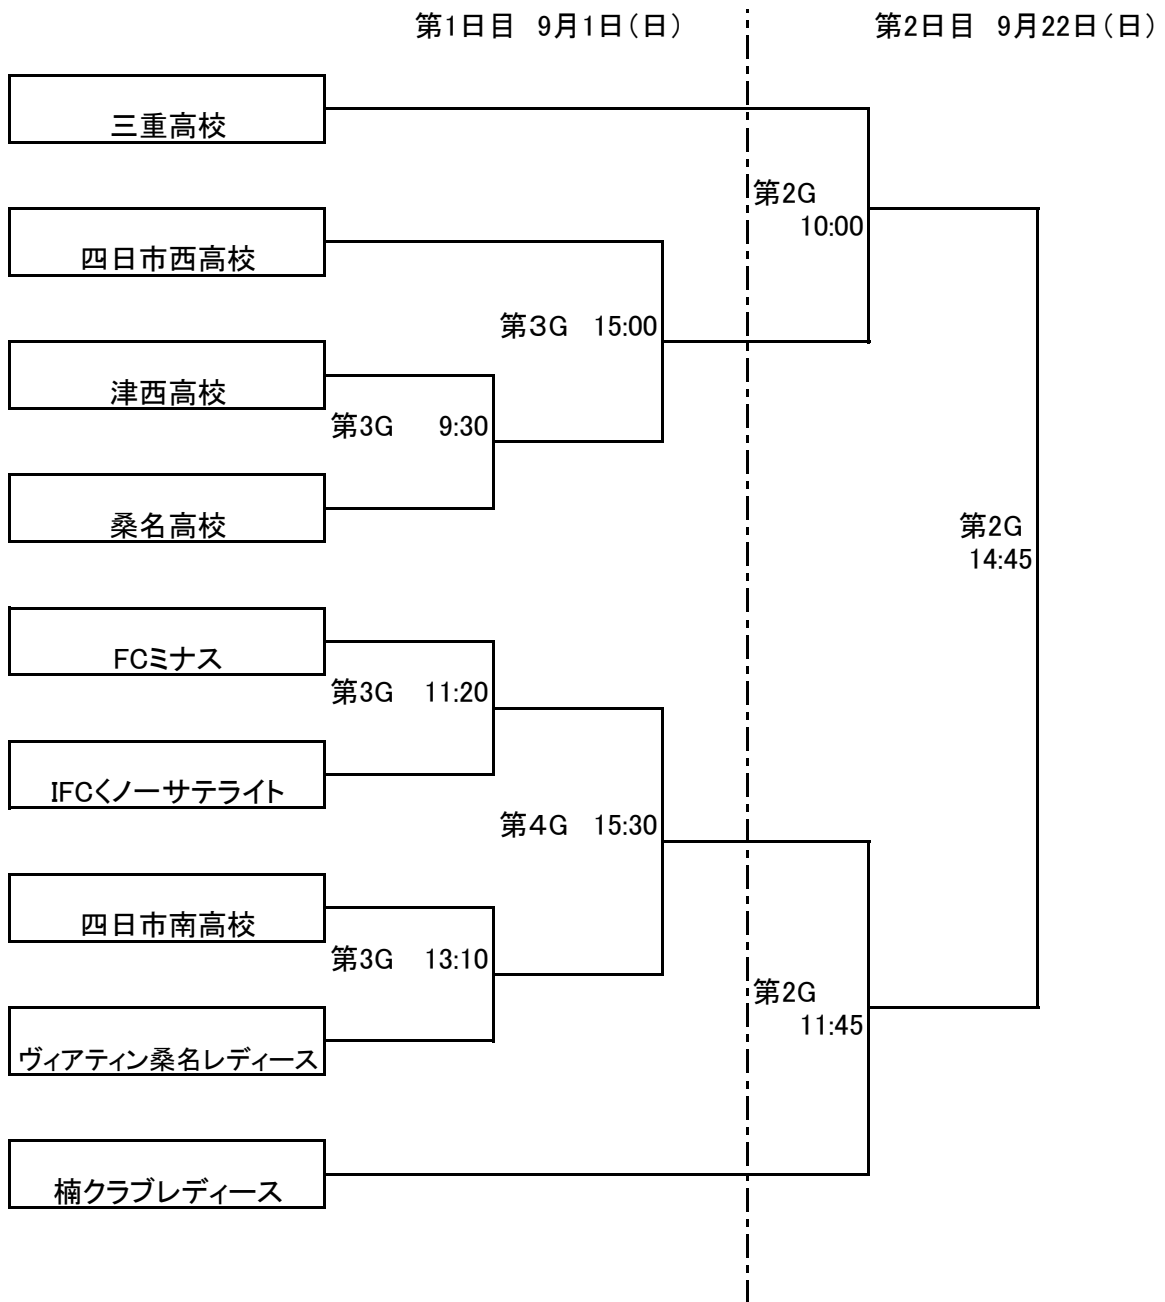 第1日目 9月1日(日)
第2日目 9月22日(日)
三重高校
第2G
10:00
四日市西高校
第３G 15:00
津西高校
第3G 9:30
桑名高校
第2G
14:45
FCミナス
第3G 11:20
IFCくノーサテライト
第４G 15:30
四日市南高校
第3G 13:10
第2G
11:45
ヴィアティン桑名レディース
楠クラブレディース